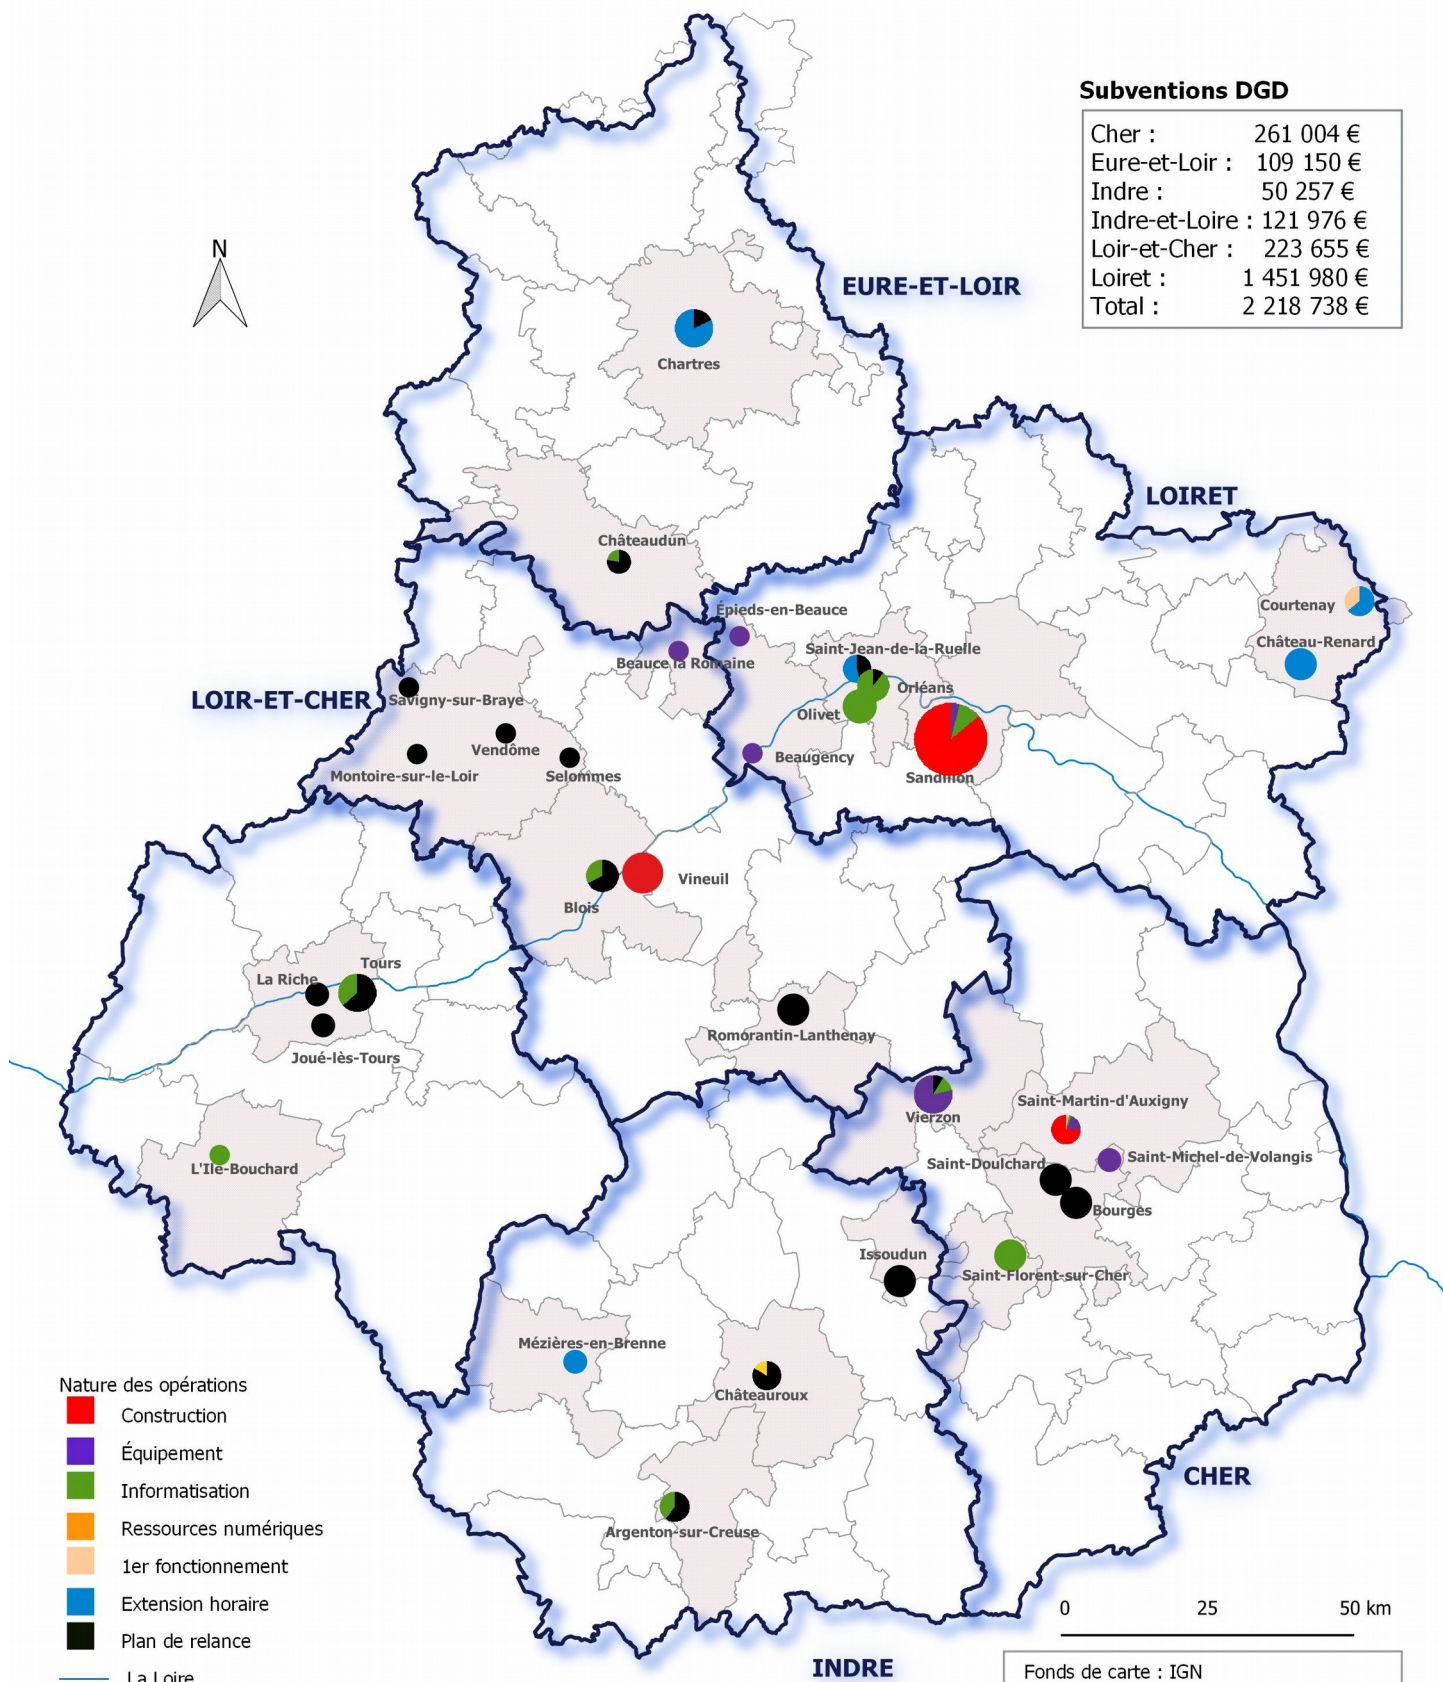 Subventions DGD
Cher : 261 004 €
Eure-et-Loir : 109 150 €
Indre : 50 257 €
Indre-et-Loire : 121 976 €
Loir-et-Cher : 223 655 €
Loiret : 1 451 980 €
Total : 2 218 738 €
N
EURE-ET-LOIR
Chartres
LOIRET
Châteaudun
Courtenay
Épieds-en-Beauce
Château-Renard
Saint-Jean-de-la-Ruelle
Beauce la Romaine
LOIR-ET-CHER
Savigny-sur-Braye
Orléans
Olivet
Vendôme
Beaugency
Montoire-sur-le-Loir
Selommes
Sandillon
Vineuil
Blois
Tours
La Riche
Romorantin-Lanthenay
Joué-lès-Tours
Saint-Martin-d'Auxigny
Vierzon
Saint-Michel-de-Volangis
Saint-Doulchard
L'Ile-Bouchard
Bourges
Issoudun
Saint-Florent-sur-Cher
Mézières-en-Brenne
Châteauroux
CHER
Argenton-sur-Creuse
Nature des opérations
Construction
Équipement
Informatisation
Ressources numériques
1er fonctionnement
Extension horaire
Plan de relance
La Loire
0 25 50 km
INDRE
Fonds de carte : IGN